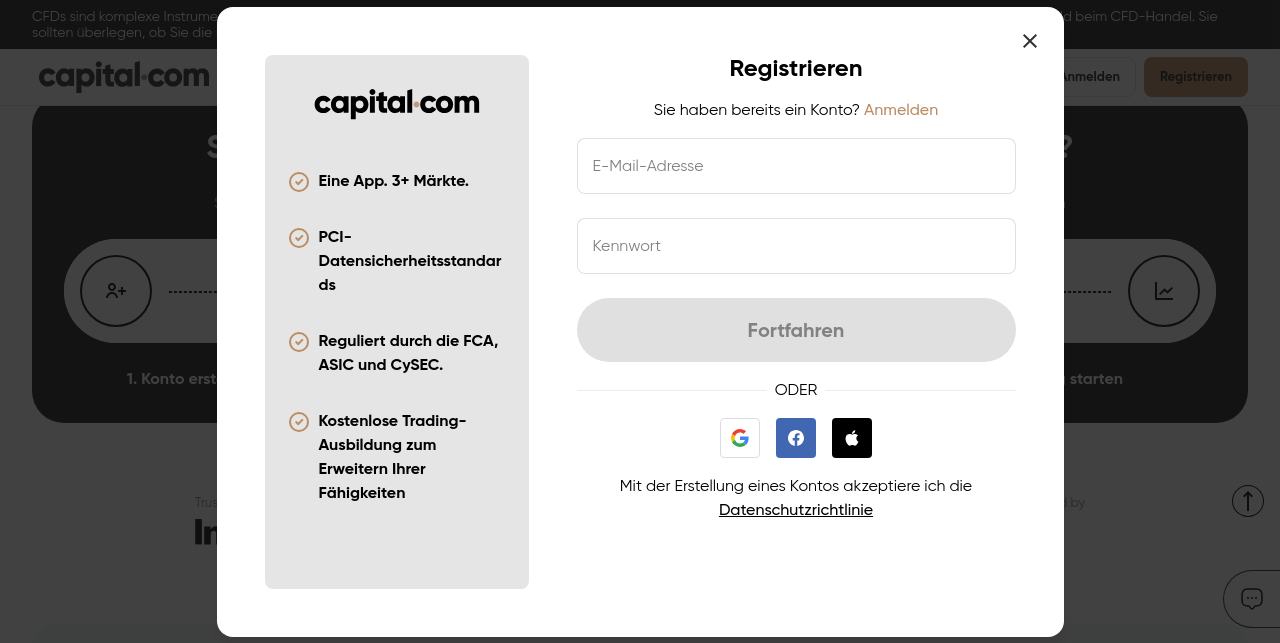 CFDs sind komplexe Instrume
d beim CFD-Handel. Sie
sollten überlegen, ob Sie die
capital.com
Anmelden
Registrieren
S
?
1. Konto erst
starten
Trus
d by
In
capital.com
Eine App. 3+ Märkte.
PCI-
Datensicherheitsstandar
ds
Reguliert durch die FCA,
ASIC und CySEC.
Kostenlose Trading-
Ausbildung zum
Erweitern Ihrer
Fähigkeiten
Registrieren
Sie haben bereits ein Konto? Anmelden
E-Mail-Adresse
Kennwort
Fortfahren
ODER
Mit der Erstellung eines Kontos akzeptiere ich die
Datenschutzrichtlinie